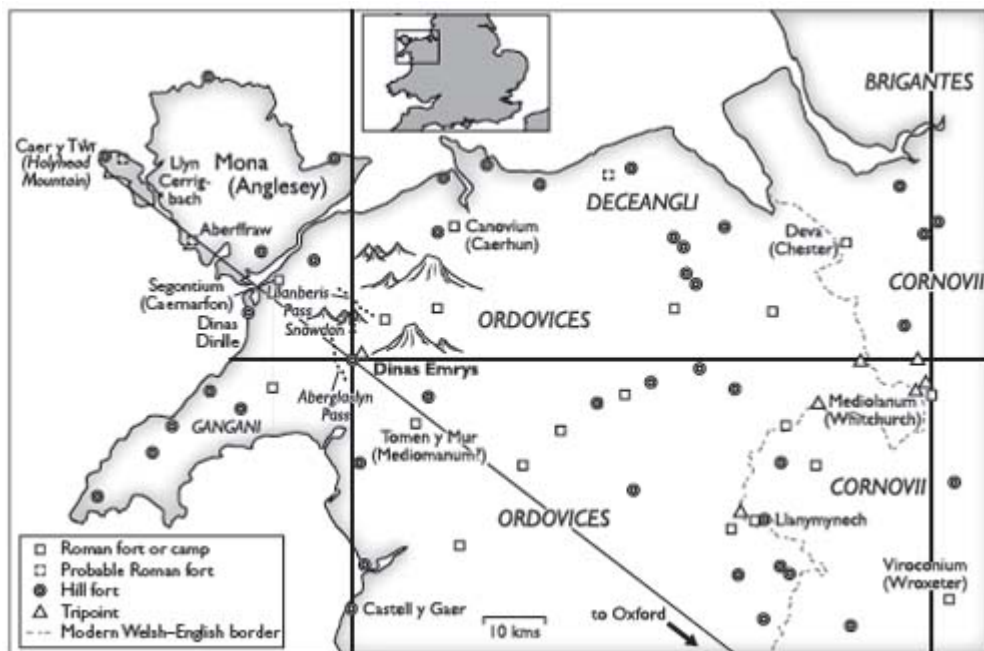 BRIGANTES
Caer y Twr
(Holyhead
Mountain)
Llyn
Cerrig-
bach
Mona
(Anglesey)
DECEANGLI
Aberffraw
Canovium
(Caerhun)
Deva
(Chester)
Segontium
(Caernarfon)
Llanberis
Pass
Snowdon
CORNOVII
ORDOVICES
Dinas
Dinlle
Dinas Emrys
Aberglaslyn
Pass
Mediolanum
(Whitchurch)
GANGANI
Tomen y Mur
(Mediomanum?)
CORNOVII
ORDOVICES
Llanymynech
Roman fort or camp
Probable Roman fort
Hill fort
Tripoint
Modern Welsh–English border
Viroconium
(Wroxeter)
Castell y Gaer
10 kms
to Oxford